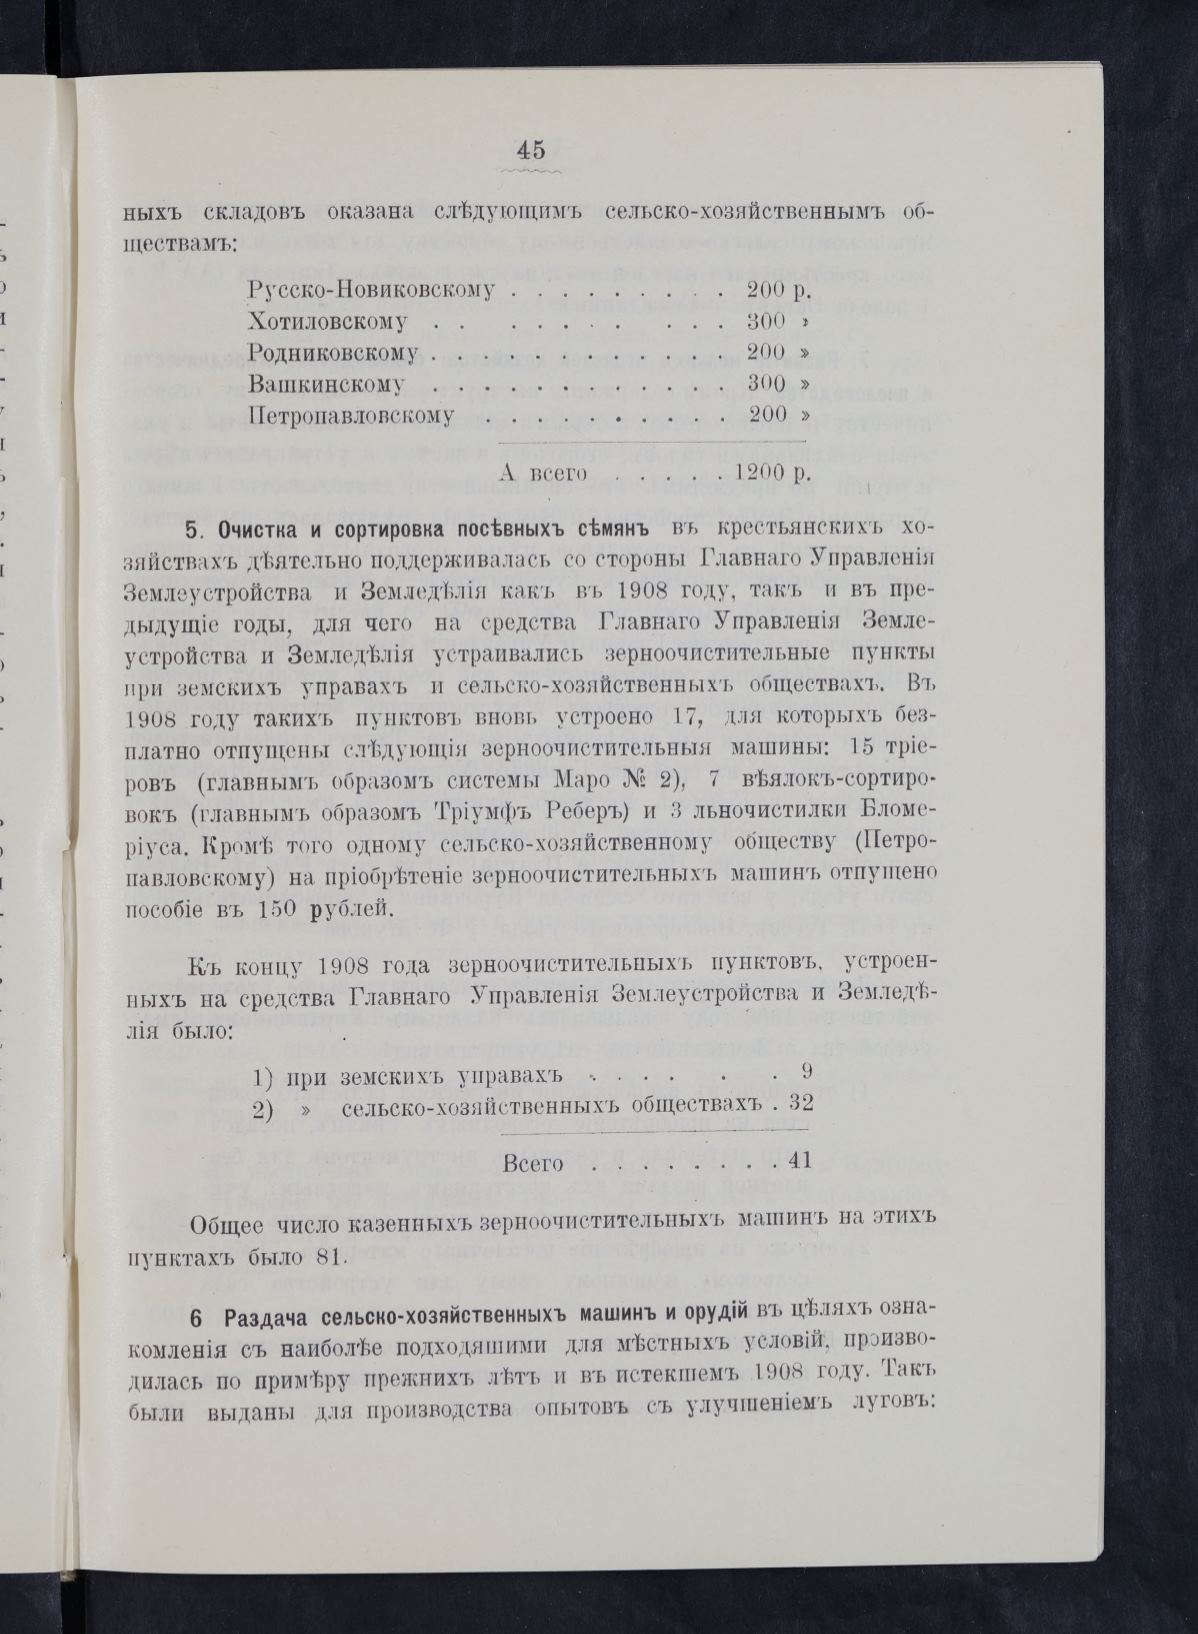 45
ныхъ складовъ оказана слѣдующимъ сельско-хозяйственнымъ об-
ществамъ:
Русско-Новиковскому . . . . . . . . . 200 р.
Хотиловскому . . . . . . . . . . 300 »
Родниковскому . . . . . . . . . . . . 200 »
Вашкинскому . . . . . . . . . . . . 300 »
Петропавловскому . . . . . . . . . . 200 »
А всего . . . . . 1200 р.
5. Очистка и сортировка посѣвныхъ сѣмянъ въ крестьянскихъ хо-
зяйствахъ дѣятельно поддерживалась со стороны Главнаго Управленія
Землеустройства и Земледѣлія какъ въ 1908 году, такъ и въ пре-
дыдущіе годы, для чего на средства Главнаго Управленія Земле-
устройства и Земледѣлія устраивались зерноочистительные пункты
при земскихъ управахъ и сельско-хозяйственныхъ обществахъ. Въ
1908 году такихъ пунктовъ вновь устроено 17, для которыхъ без-
платно отпущены слѣдующія зерноочистительныя машины: 15 тріе-
ровъ (главнымъ образомъ системы Маро № 2), 7 вѣялокъ-сортиро-
вокъ (главнымъ образомъ Тріумфъ Реберъ) и 3 льночистилки Бломе-
ріуса. Кромѣ того одному сельско-хозяйственному обществу (Петро-
павловскому) на пріобрѣтеніе зерноочистительныхъ машинъ отпущено
пособіе въ 150 рублей.
Къ концу 1908 года зерноочистительныхъ пунктовъ, устроен-
ныхъ на средства Главнаго Управленія Землеустройства и Земледѣ-
лія было:
1) при земскихъ управахъ . . . . . . . 9
2) » сельско-хозяйственныхъ обществахъ . 32
Всего . . . . . . . . 41
Общее число казенныхъ зерноочистительныхъ машинъ на этихъ
пунктахъ было 81.
6 Раздача сельско-хозяйственныхъ машинъ и орудій въ цѣляхъ озна-
комленія съ наиболѣе подходящими для мѣстныхъ условій, произво-
дилась по примѣру прежнихъ лѣтъ и въ истекшемъ 1908 году. Такъ
были выданы для производства опытовъ съ улучшеніемъ луговъ: